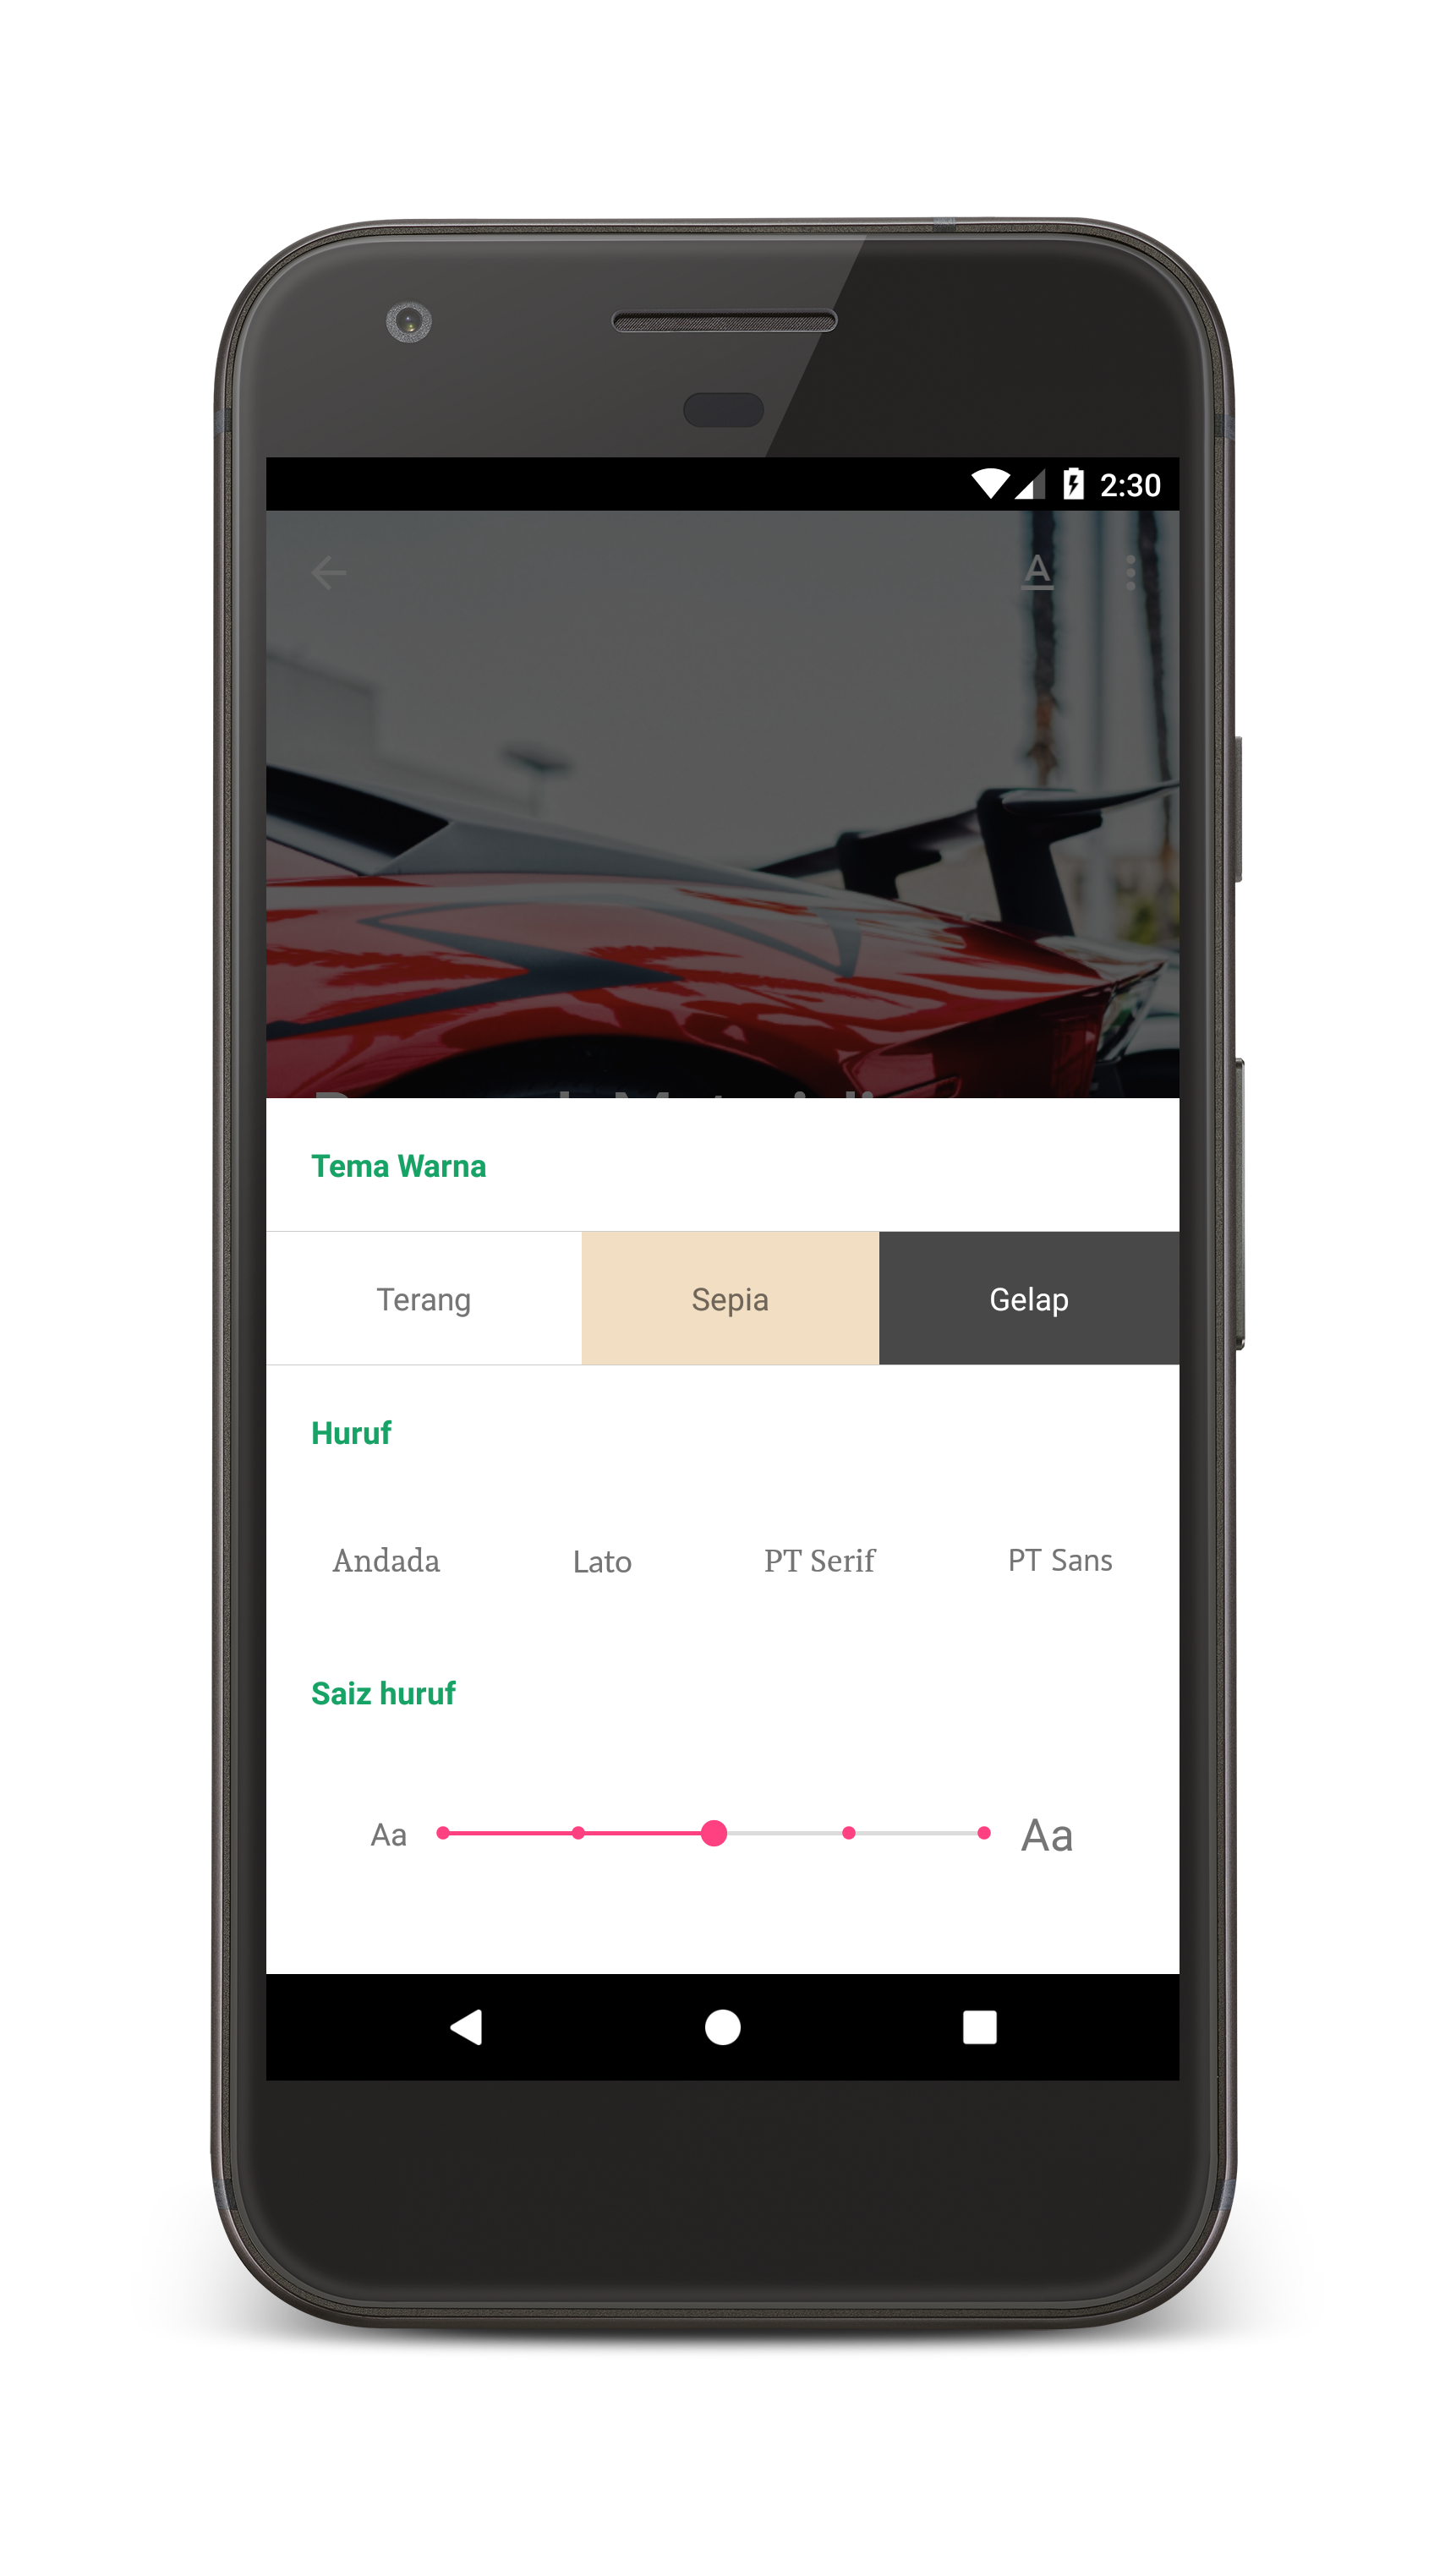 2:30
A
Tema Warna
Terang Sepia Gelap
Huruf
Andada Lato PT Serif PT Sans
Saiz huruf
Aa Aa